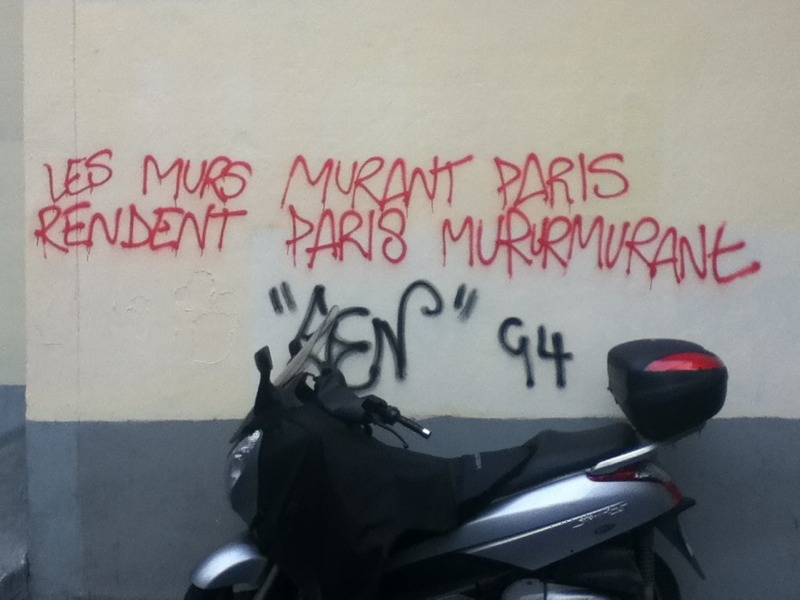 LES MURS MURANT PARIS
RENDENT PARIS MURURMURANT
94